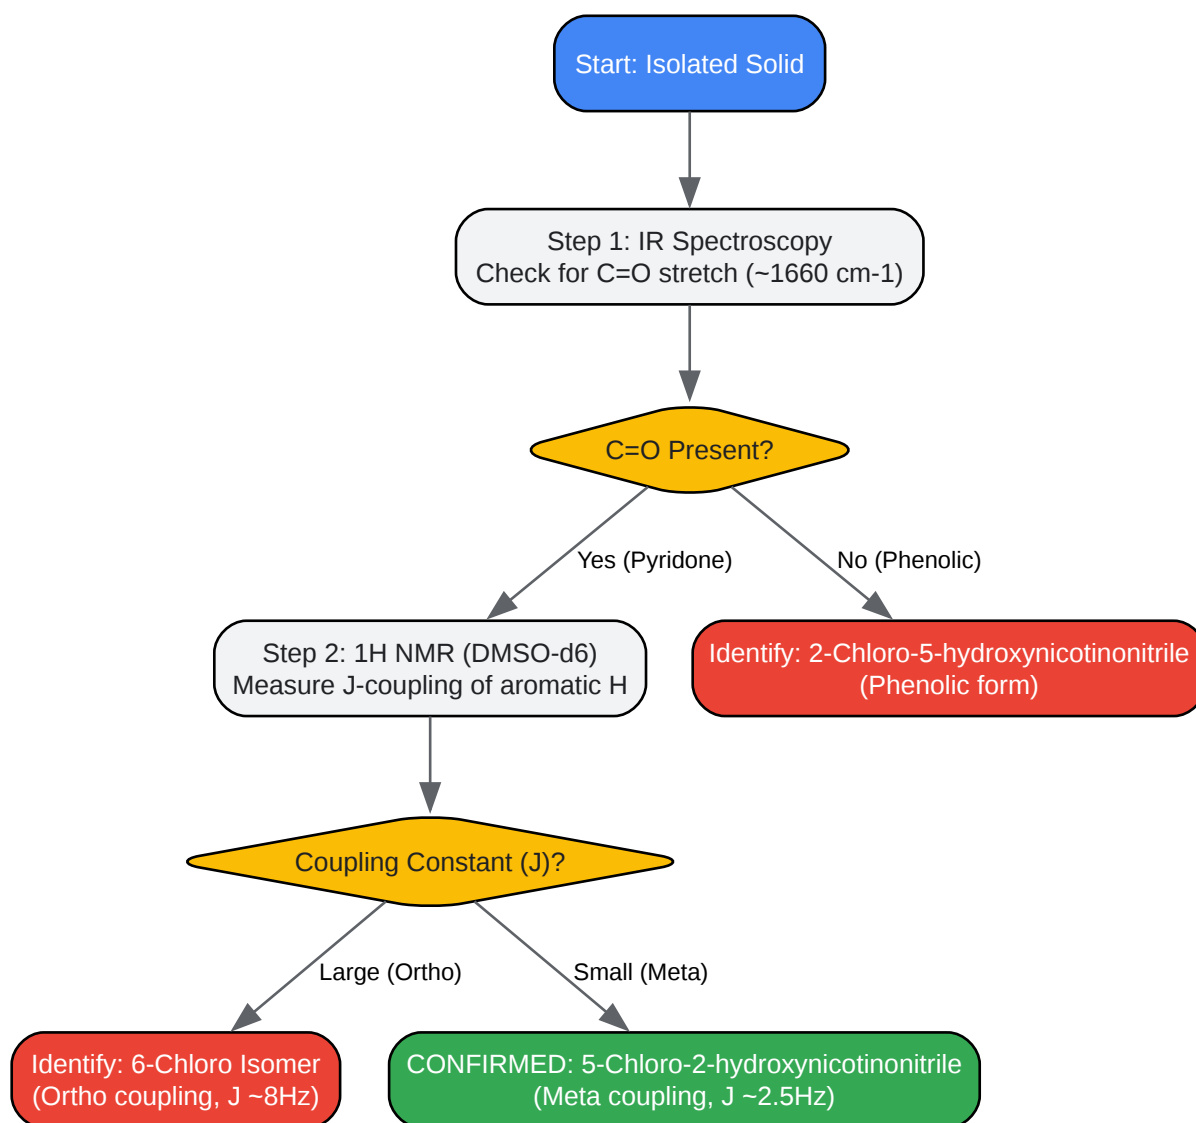 Start: Isolated Solid
Step 1: IR Spectroscopy
Check for C=O stretch (~1660 cm-1)
C=O Present?
Yes (Pyridone)
No (Phenolic)
Step 2: 1H NMR (DMSO-d6)
Measure J-coupling of aromatic H
Identify: 2-Chloro-5-hydroxynicotinonitrile
(Phenolic form)
Coupling Constant (J)?
Large (Ortho)
Small (Meta)
Identify: 6-Chloro Isomer
(Ortho coupling, J ~8Hz)
CONFIRMED: 5-Chloro-2-hydroxynicotinonitrile
(Meta coupling, J ~2.5Hz)